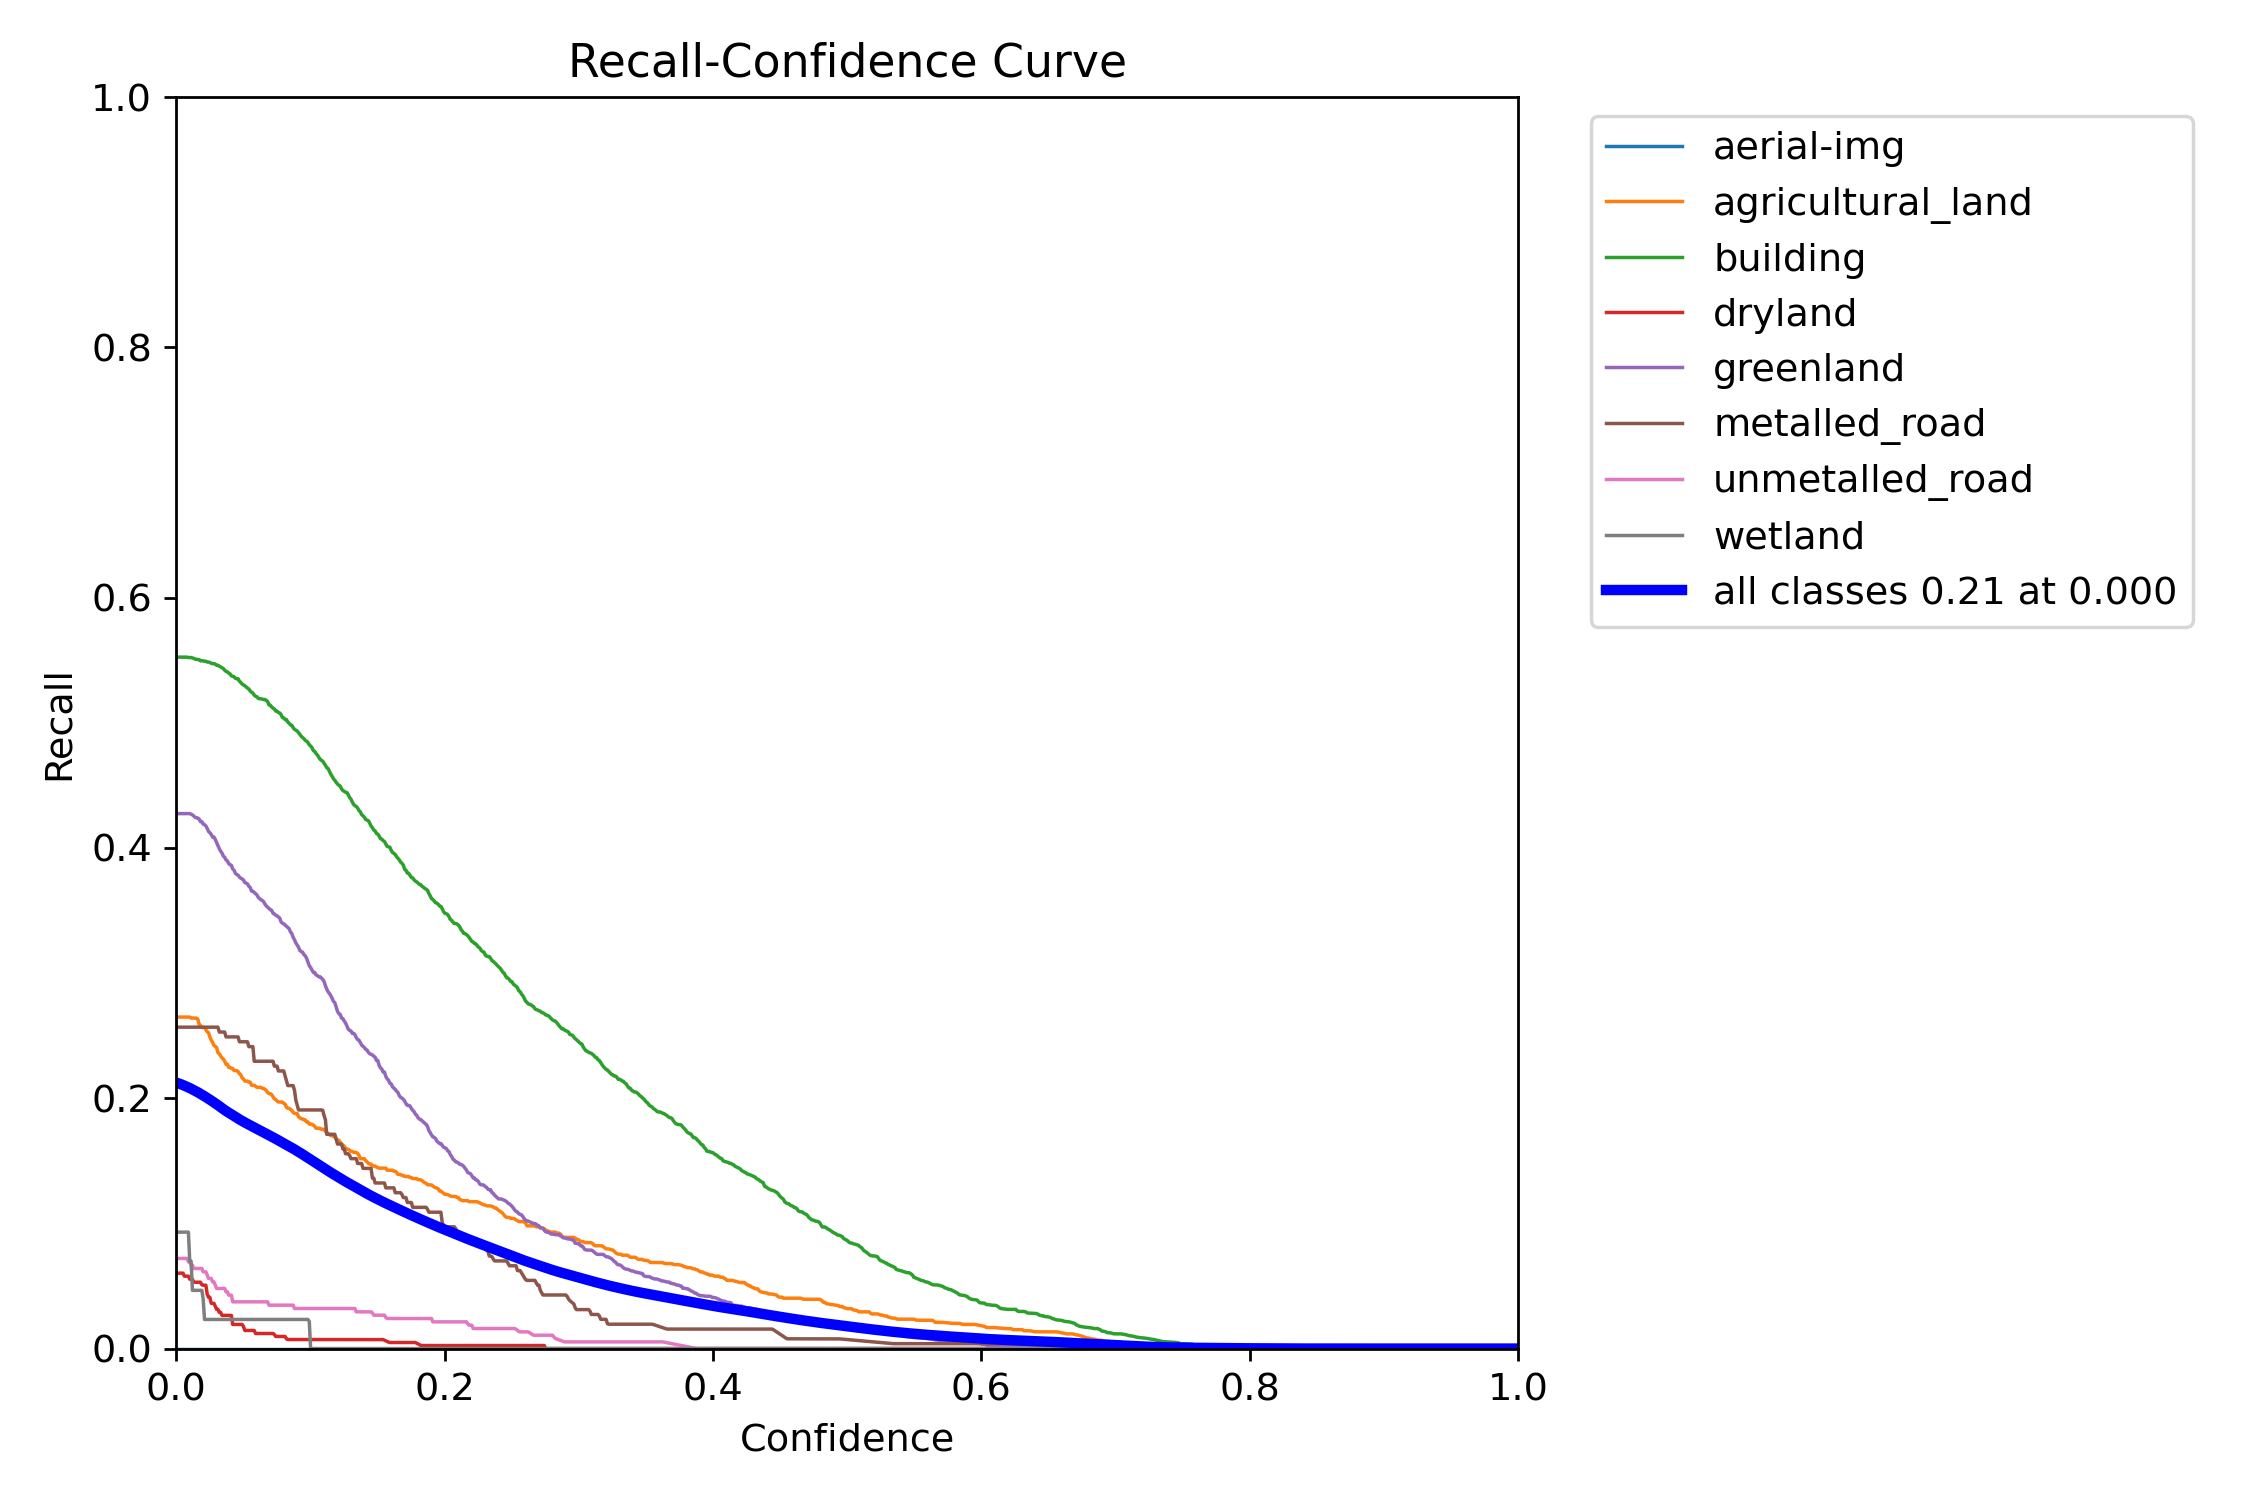 Recall-Confidence Curve
1.0
0.8
0.6
0.4
0.2
0.0
Recall
0.0 0.2 0.4 0.6 0.8 1.0
Confidence
aerial-img
agricultural_land
building
dryland
greenland
metalled_road
unmetalled_road
wetland
all classes 0.21 at 0.000